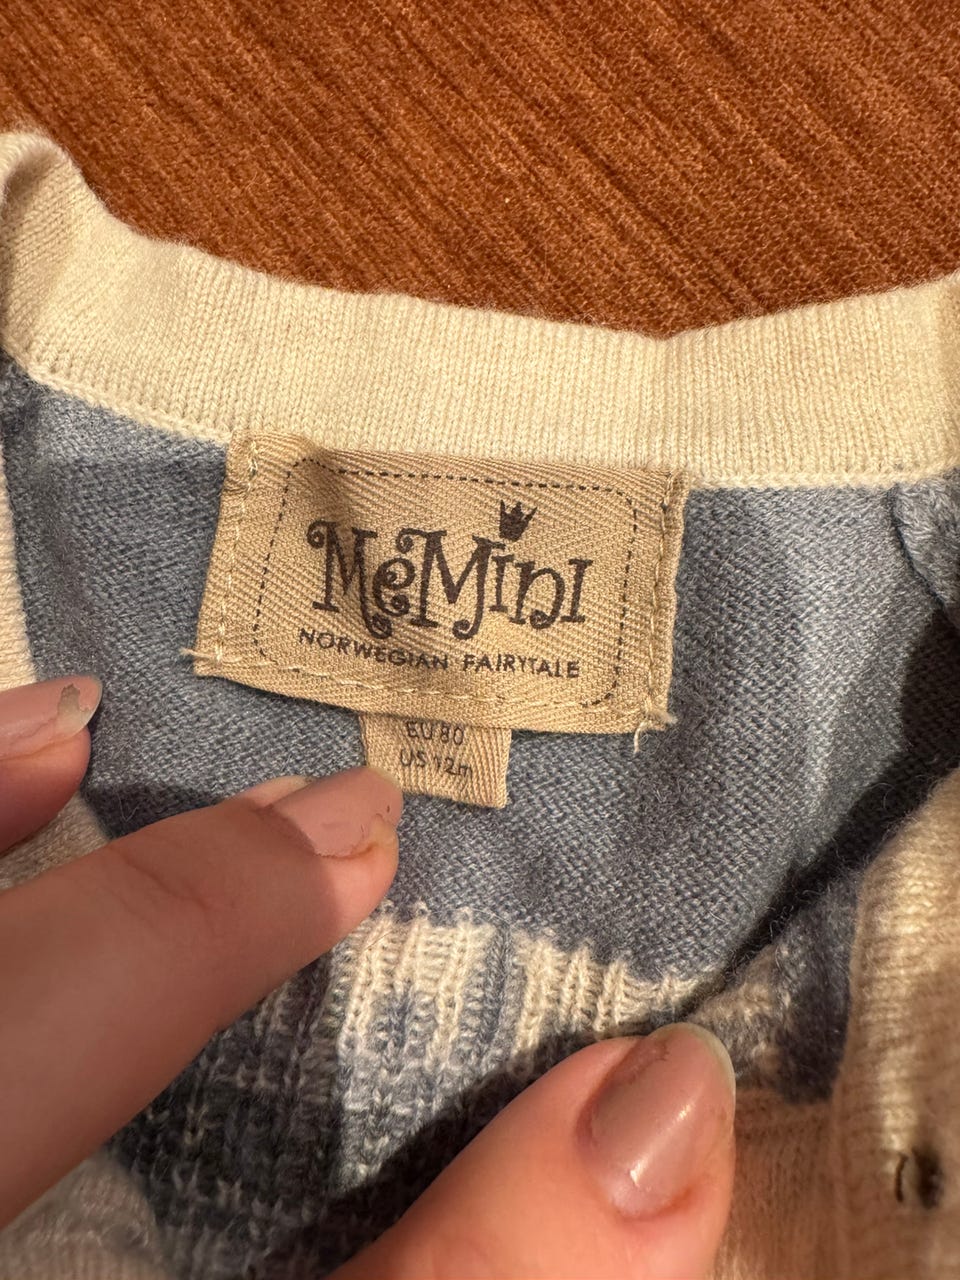 MeMini
NORWEGIAN FAIRYTALE
EU 80
US 12m